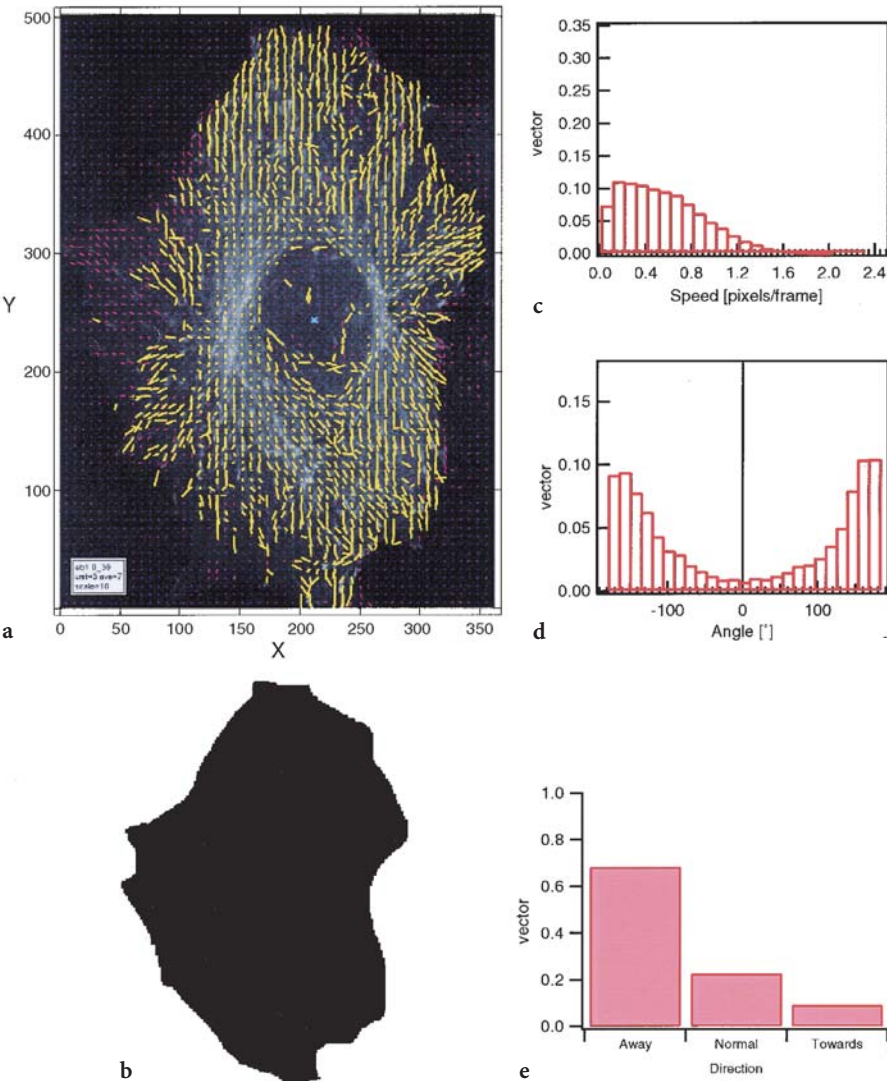 500
400
300
200
100
Y
0 50 100 150 200 250 300 350
X
a
b
0.35
0.30
0.25
0.20
0.15
0.10
0.05
0.00
vector
0.0 0.4 0.8 1.2 1.6 2.0 2.4
Speed [pixels/frame]
c
0.15
0.10
0.05
0.00
vector
-100 0 100
Angle [°]
d
1.0
0.8
0.6
0.4
0.2
0.0
vector
Away Normal Towards
Direction
e